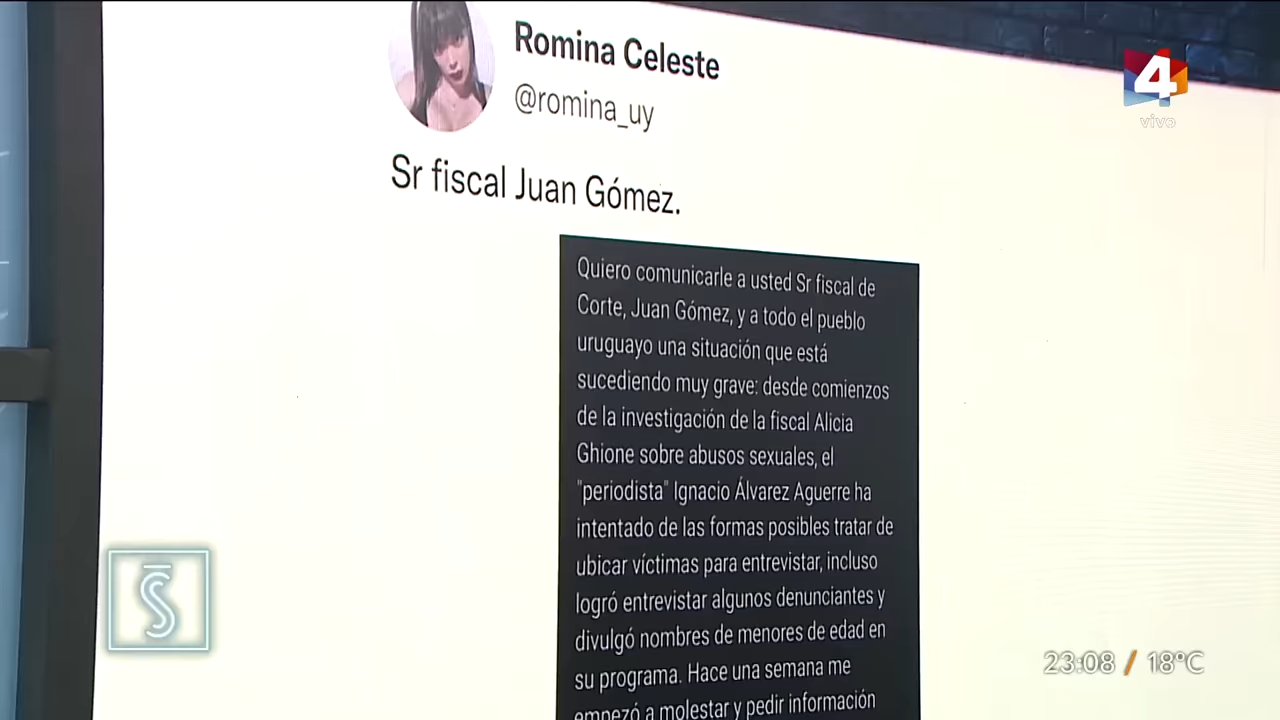 Romina Celeste
@romina_uy
4
vivo
Sr fiscal Juan Gómez.
Quiero comunicarle a usted Sr fiscal de
Corte, Juan Gómez, y a todo el pueblo
uruguayo una situación que está
sucediendo muy grave: desde comienzos
de la investigación de la fiscal Alicia
Ghione sobre abusos sexuales, el
"periodista" Ignacio Álvarez Aguerre ha
intentado de las formas posibles tratar de
ubicar víctimas para entrevistar, incluso
logró entrevistar algunos denunciantes y
divulgó nombres de menores de edad en
su programa. Hace una semana me
empezó a molestar y pedir información
S
23:08 / 18°C